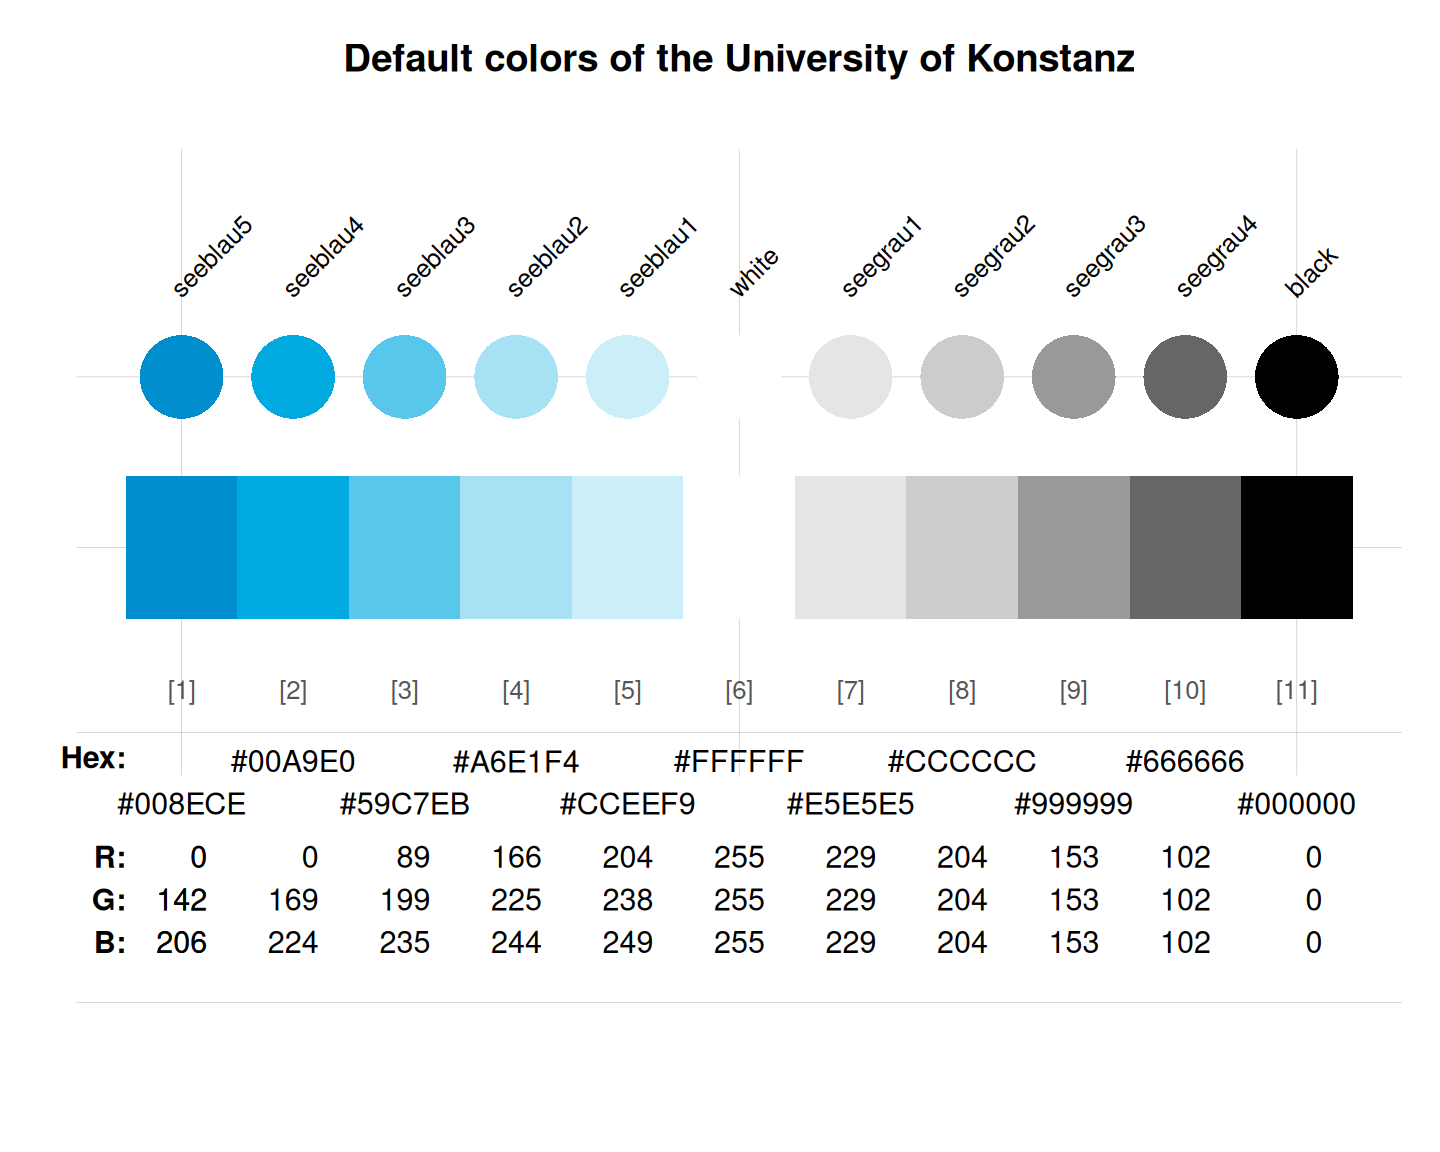 Default colors of the University of Konstanz
seeblau5 seeblau4 seeblau3 seeblau2 seeblau1 white seegrau1 seegrau2 seegrau3 seegrau4 black
[1] [2] [3] [4] [5] [6] [7] [8] [9] [10] [11]
Hex: #00A9E0 #A6E1F4 #FFFFFF #CCCCCC #666666
#008ECE #59C7EB #CCEEF9 #E5E5E5 #999999 #000000
R: 0 0 89 166 204 255 229 204 153 102 0
G: 142 169 199 225 238 255 229 204 153 102 0
B: 206 224 235 244 249 255 229 204 153 102 0